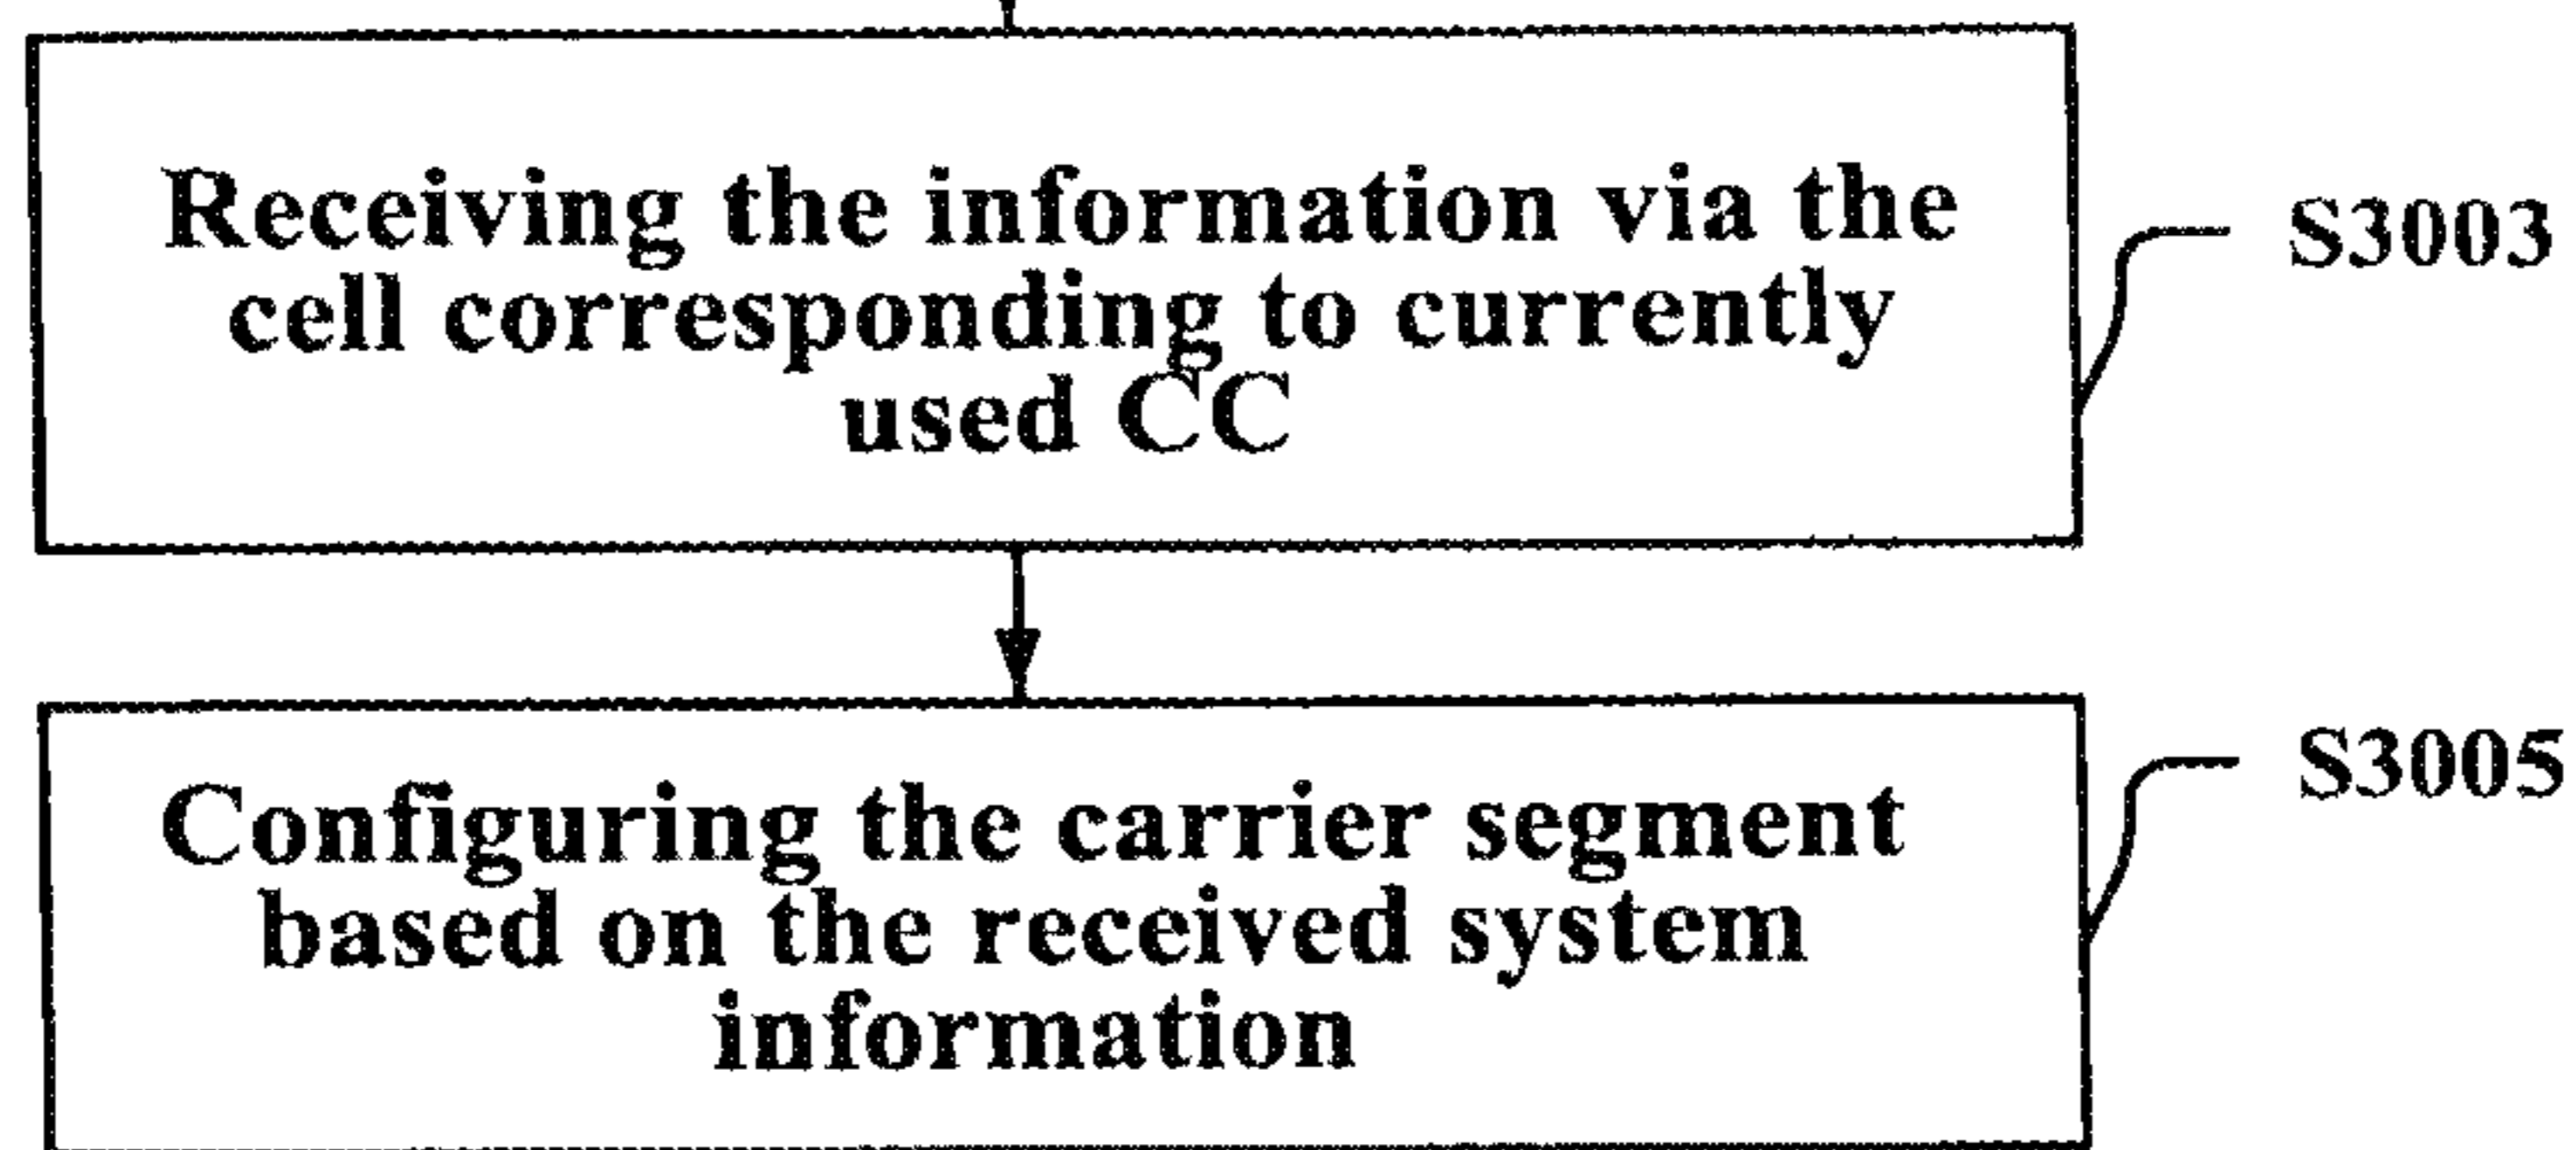 Receiving the information via the
cell corresponding to currently
used CC
S3003
Configuring the carrier segment
based on the received system
information
S3005